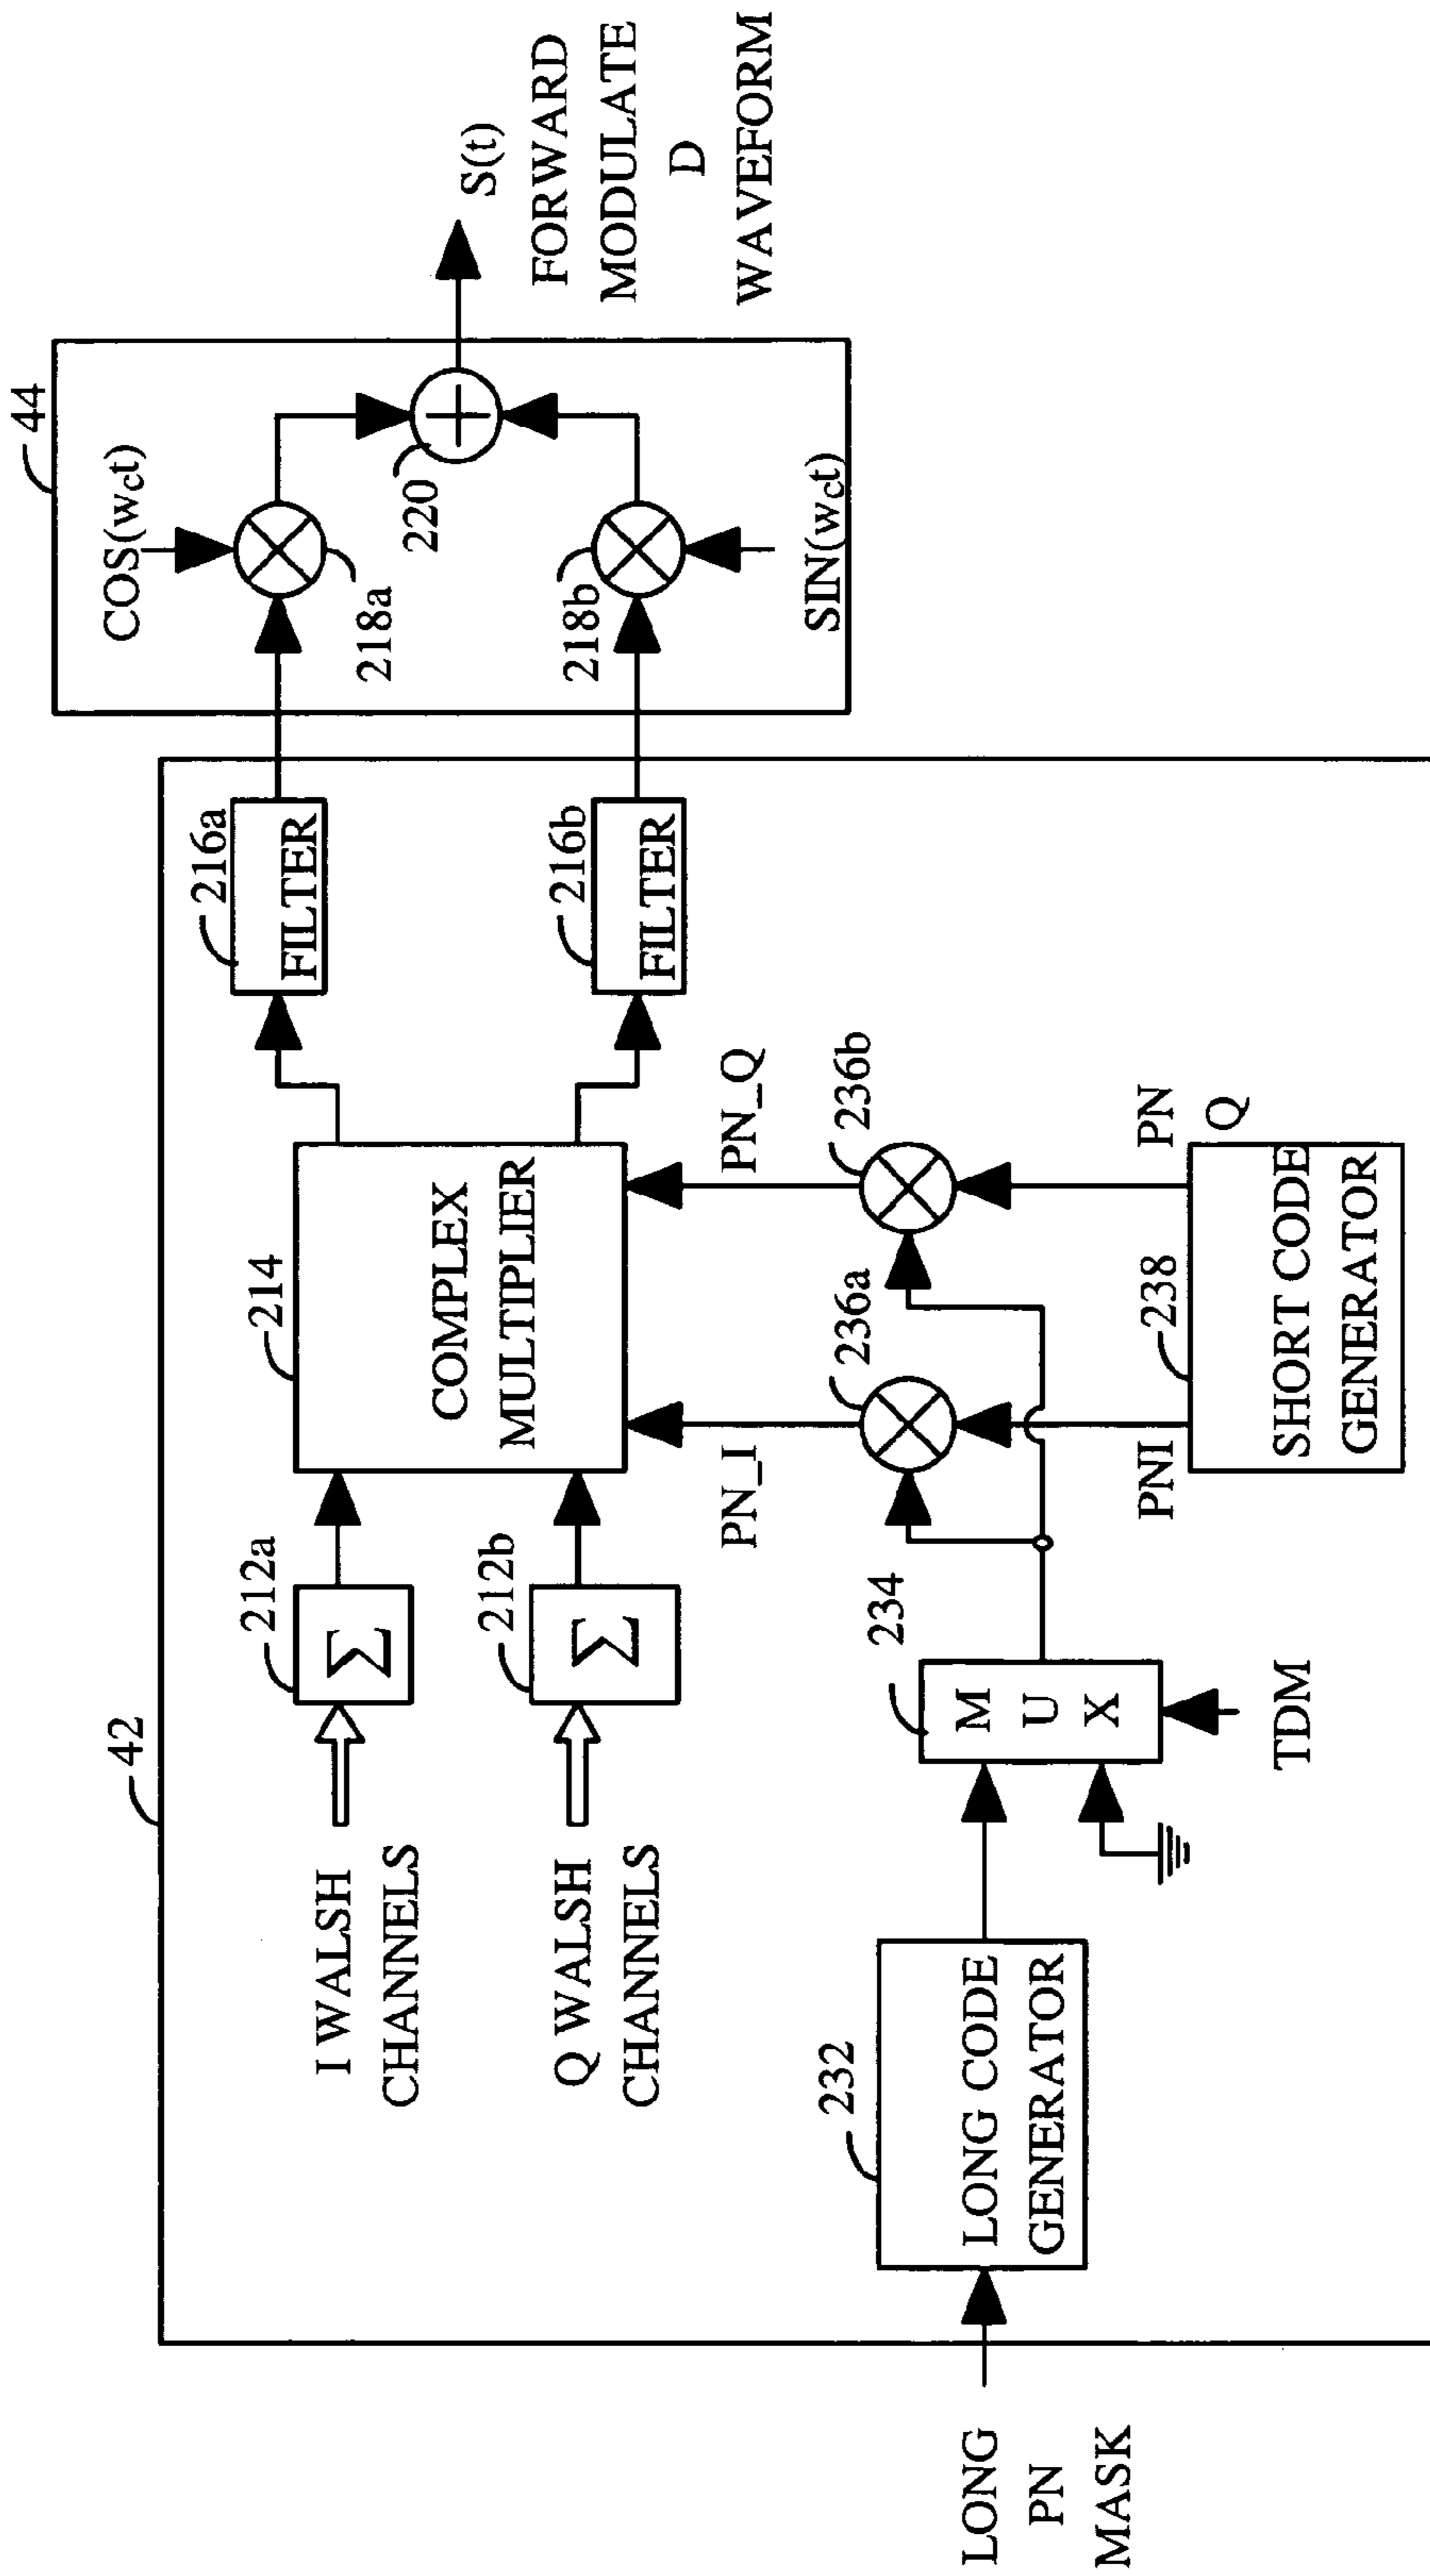 42
44
I WALSH
CHANNELS
212a
Σ
Q WALSH
CHANNELS
212b
Σ
214
COMPLEX
MULTIPLIER
216a
FILTER
216b
FILTER
COS(wct)
218a
218b
SIN(wct)
220
S(t)
FORWARD
MODULATE
D
WAVEFORM
PN_I
PN_Q
236a
236b
LONG
PN
MASK
232
LONG CODE
GENERATOR
234
M
U
X
TDM
PNI
PN
Q
238
SHORT CODE
GENERATOR